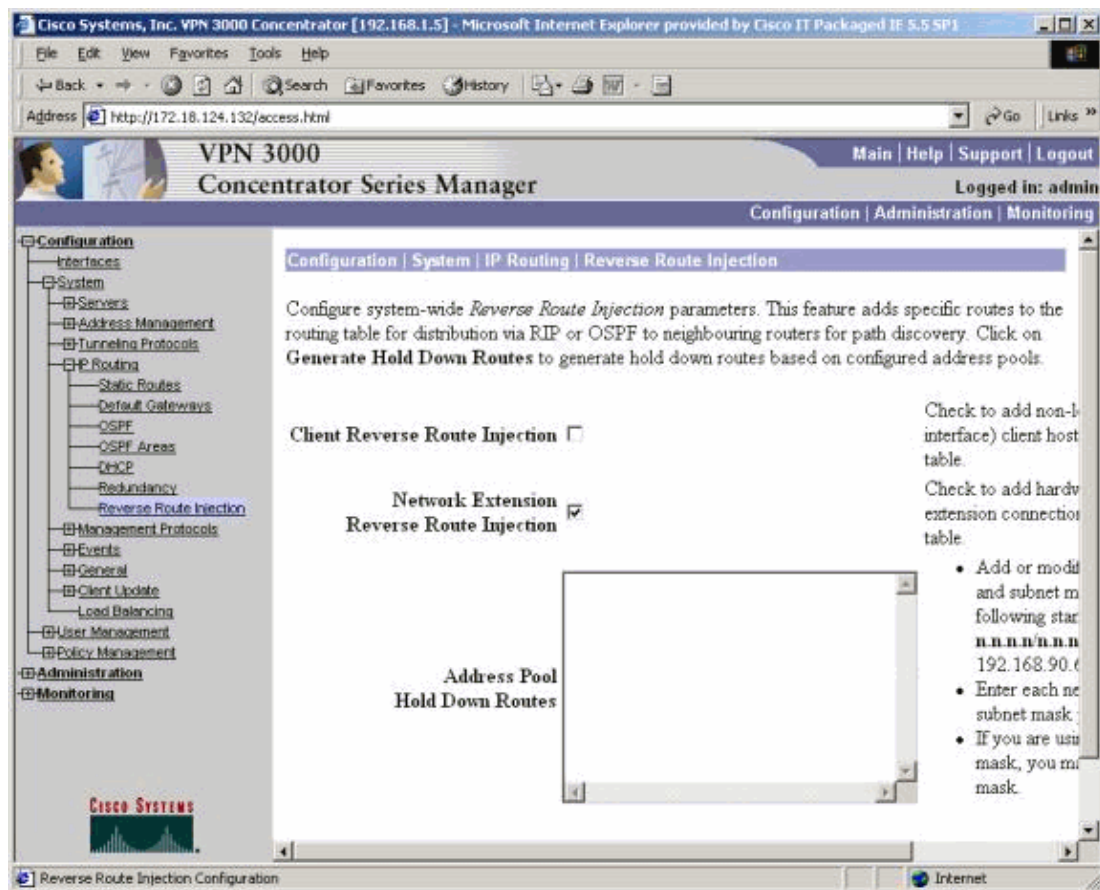 Cisco Systems, Inc. VPN 3000 Concentrator [192.168.1.5] - Microsoft Internet Explorer provided by Cisco IT Packaged IE 5.5 SP1
File Edit View Favorites Tools Help
Back Search Favorites History
Address http://172.18.124.132/access.html Go Links »
VPN 3000
Concentrator Series Manager
Main | Help | Support | Logout
Logged in: admin
Configuration | Administration | Monitoring
Configuration
Interfaces
System
Servers
Address Management
Tunneling Protocols
IP Routing
Static Routes
Default Gateways
OSPF
OSPF Areas
DHCP
Redundancy
Reverse Route Injection
Management Protocols
Events
General
Client Update
Load Balancing
User Management
Policy Management
Administration
Monitoring
CISCO SYSTEMS
Configuration | System | IP Routing | Reverse Route Injection
Configure system-wide Reverse Route Injection parameters. This feature adds specific routes to the
routing table for distribution via RIP or OSPF to neighbouring routers for path discovery. Click on
Generate Hold Down Routes to generate hold down routes based on configured address pools.
Client Reverse Route Injection
Check to add non-l
interface) client host
table.
Network Extension
Reverse Route Injection
Check to add hardw
extension connection
table.
Address Pool
Hold Down Routes
• Add or modif
and subnet m
following star
n.n.n.n/n.n.n
192.168.90.6
• Enter each ne
subnet mask
• If you are usin
mask, you ma
mask.
Reverse Route Injection Configuration
Internet